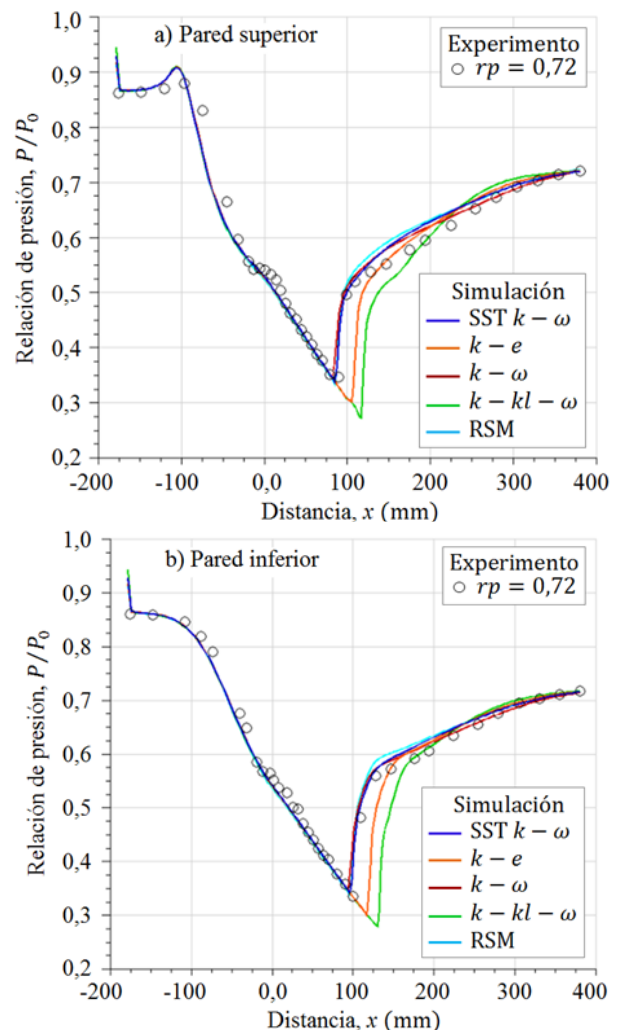 a) Pared superior
Experimento
rp = 0,72
Relación de presión, P/P₀
1,0
0,9
0,8
0,7
0,6
0,5
0,4
0,3
0,2
Simulación
SST k − ω
k − e
k − ω
k − kl − ω
RSM
-200 -100 0,0 100 200 300 400
Distancia, x (mm)
b) Pared inferior
Experimento
rp = 0,72
Relación de presión, P/P₀
1,0
0,9
0,8
0,7
0,6
0,5
0,4
0,3
0,2
Simulación
SST k − ω
k − e
k − ω
k − kl − ω
RSM
-200 -100 0,0 100 200 300 400
Distancia, x (mm)